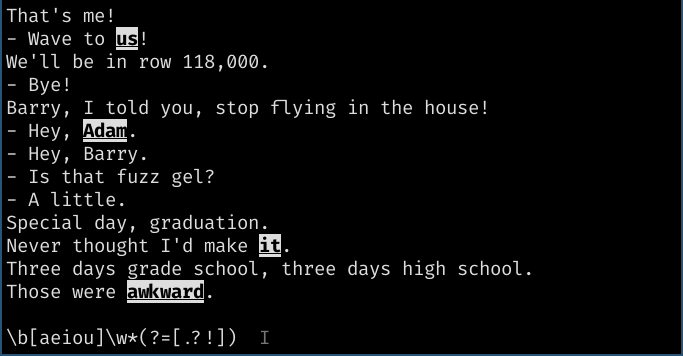 That's me!
- Wave to us!
We'll be in row 118,000.
- Bye!
Barry, I told you, stop flying in the house!
- Hey, Adam.
- Hey, Barry.
- Is that fuzz gel?
- A little.
Special day, graduation.
Never thought I'd make it.
Three days grade school, three days high school.
Those were awkward.
\b[aeiou]\w*(?=[.?!])